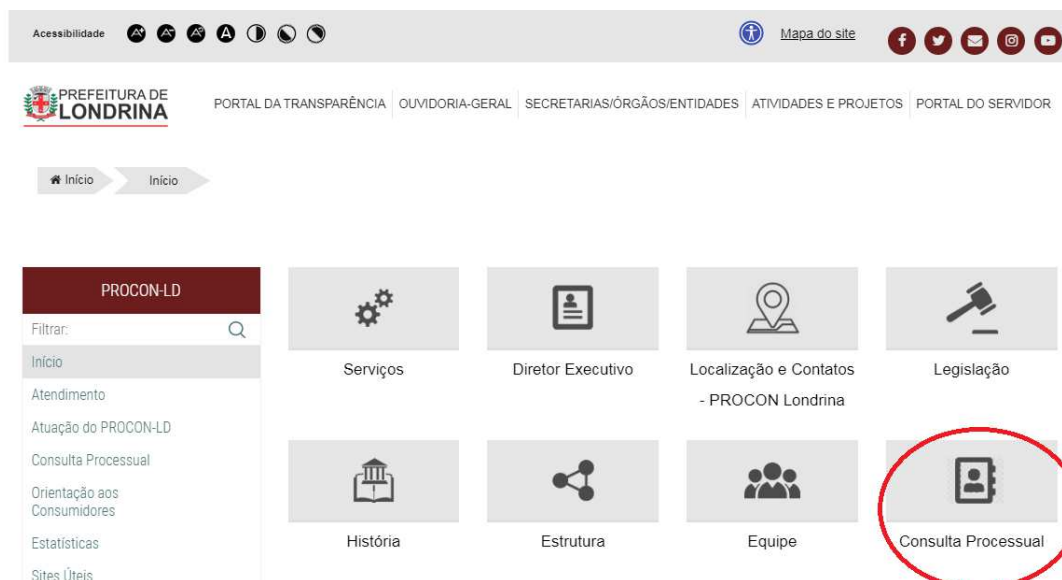 Acessibilidade A+ A- A A Mapa do site
PREFEITURA DE
LONDRINA
PORTAL DA TRANSPARÊNCIA OUVIDORIA-GERAL SECRETARIAS/ÓRGÃOS/ENTIDADES ATIVIDADES E PROJETOS PORTAL DO SERVIDOR
Início Início
PROCON-LD
Filtrar:
Início
Atendimento
Atuação do PROCON-LD
Consulta Processual
Orientação aos
Consumidores
Estatísticas
Sites Úteis
Serviços
Diretor Executivo
Localização e Contatos
- PROCON Londrina
Legislação
História
Estrutura
Equipe
Consulta Processual